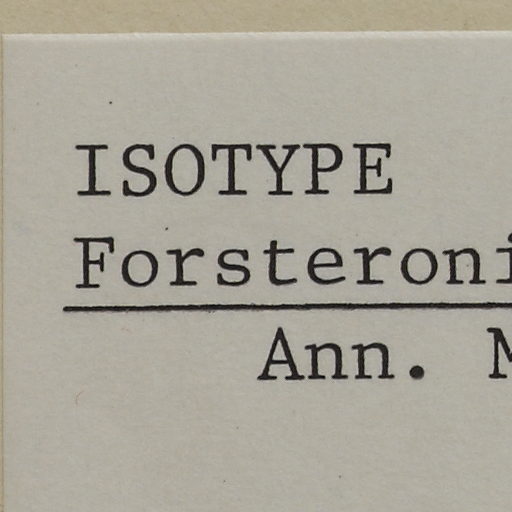 ISOTYPE
Forsteroni
Ann. M